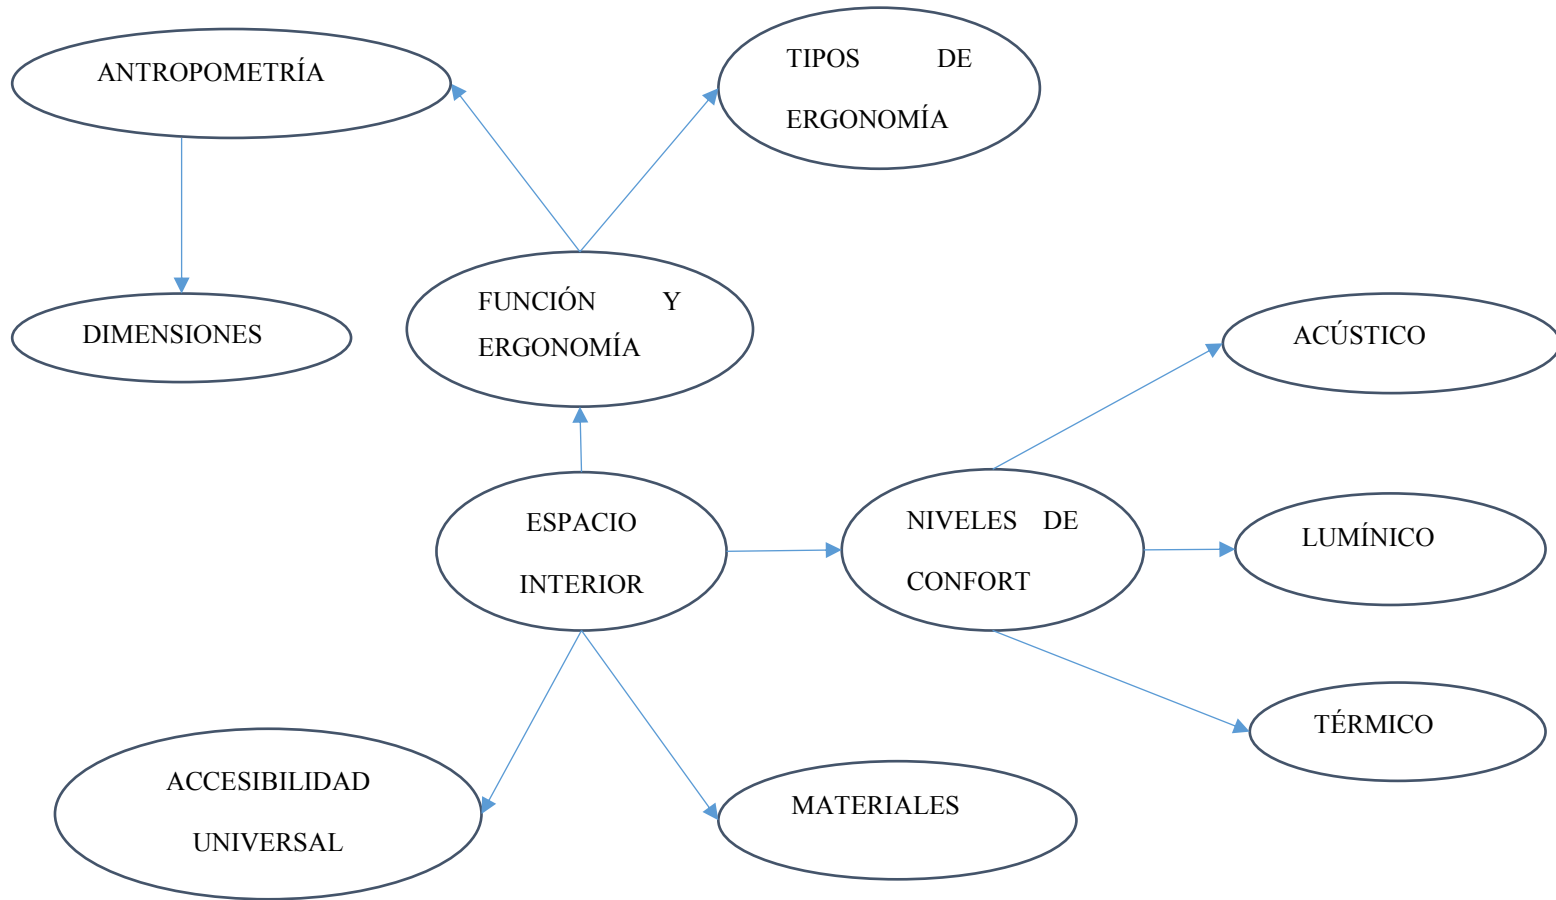 ANTROPOMETRÍA
TIPOS DE
ERGONOMÍA
DIMENSIONES
FUNCIÓN Y
ERGONOMÍA
ACÚSTICO
ESPACIO
INTERIOR
NIVELES DE
CONFORT
LUMÍNICO
TÉRMICO
ACCESIBILIDAD
UNIVERSAL
MATERIALES